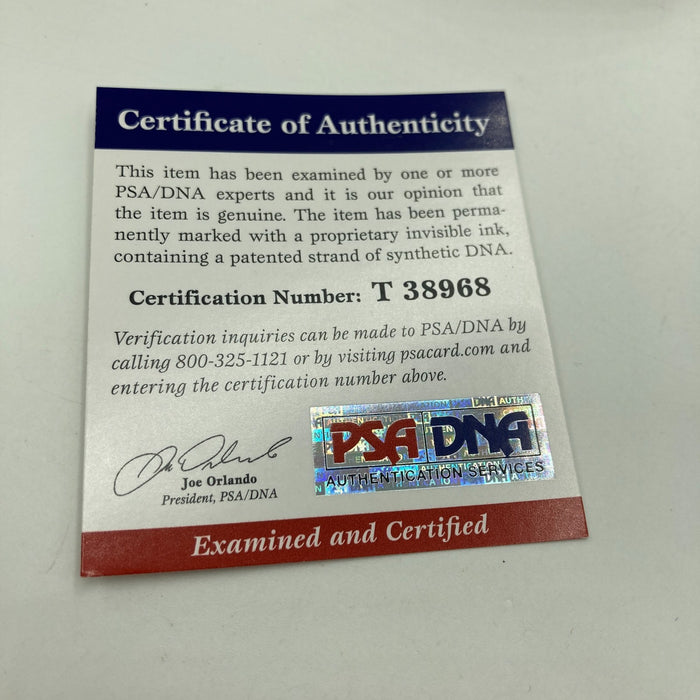 Certificate of Authenticity
This item has been examined by one or more
PSA/DNA experts and it is our opinion that
the item is genuine. The item has been perma-
nently marked with a proprietary invisible ink,
containing a patented strand of synthetic DNA.
Certification Number: T 38968
Verification inquiries can be made to PSA/DNA by
calling 800-325-1121 or by visiting psacard.com and
entering the certification number above.
PSA DNA
AUTHENTICATION SERVICES
Joe Orlando
President, PSA/DNA
Examined and Certified